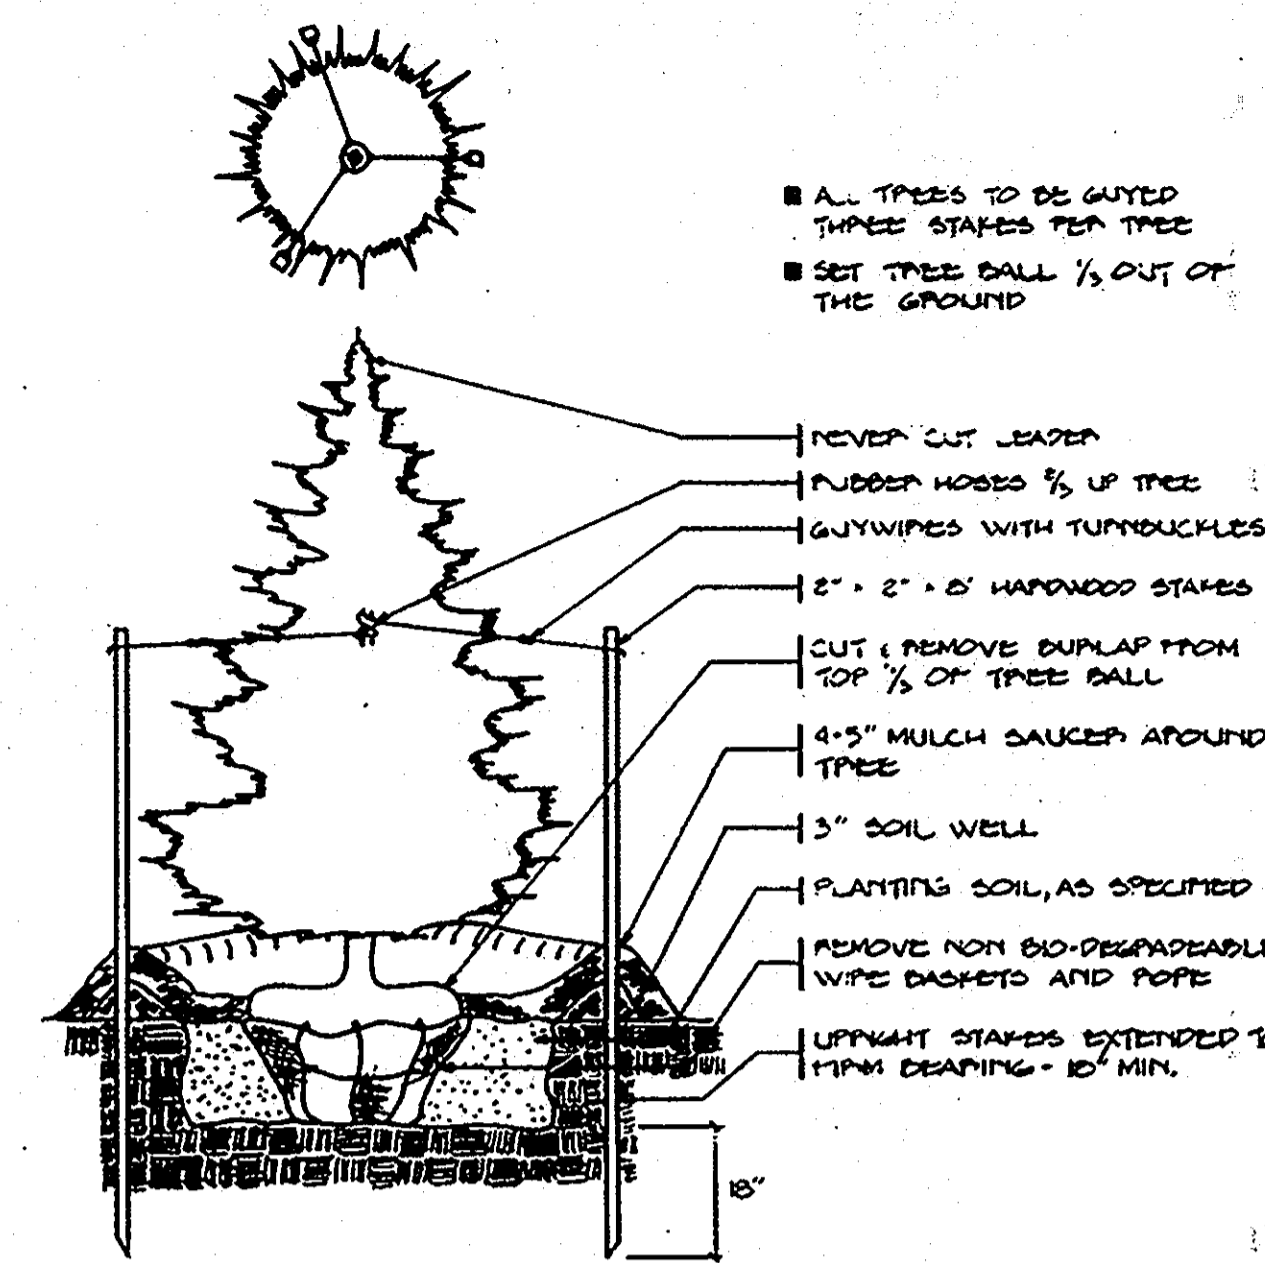 ■ ALL TREES TO BE GUYED
THREE STAKES PER TREE
■ SET TREE BALL 1/3 OUT OF
THE GROUND
NEVER CUT LEADER
RUBBER HOSES 2/3 UP TREE
GUYWIRES WITH TURNBUCKLES
2" x 2" x 8' HARDWOOD STAKES
CUT & REMOVE BURLAP FROM
TOP 1/3 OF TREE BALL
4-5" MULCH SAUCER AROUND
TREE
3" SOIL WELL
PLANTING SOIL, AS SPECIFIED
REMOVE NON BIO-DEGRADEABLE
WIRE BASKETS AND ROPE
UPRIGHT STAKES EXTENDED
FIRM BEARING - 18" MIN.
18"